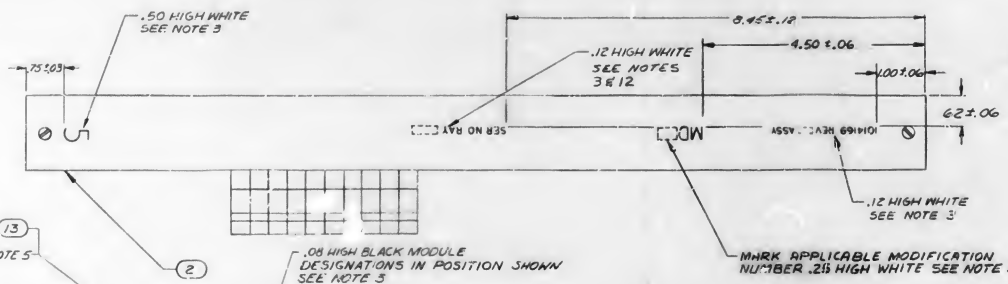 .50 HIGH WHITE
SEE NOTE 3
8.45±.12
4.50±.06
.75±.03
.12 HIGH WHITE
SEE NOTES
3 & 12
1.00±.06
.62±.06
SER NO RAY
MD
1014169 REV ASSY
.12 HIGH WHITE
SEE NOTE 3
13
NOTE 5
2
.08 HIGH BLACK MODULE
DESIGNATIONS IN POSITION SHOWN
SEE NOTE 3
MARK APPLICABLE MODIFICATION
NUMBER HIGH WHITE SEE NOTE